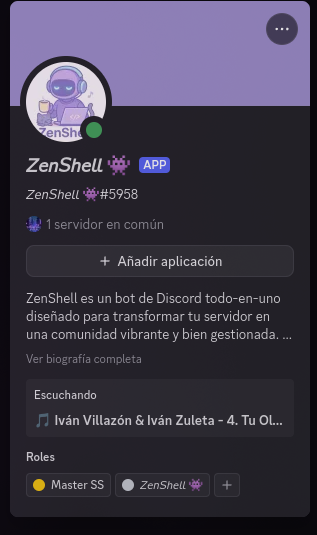 ZenShe
ZenShell 👾 APP
ZenShell 👾#5958
1 servidor en común
+ Añadir aplicación
ZenShell es un bot de Discord todo-en-uno
diseñado para transformar tu servidor en
una comunidad vibrante y bien gestionada. ...
Ver biografía completa
Escuchando
🎵 Iván Villazón & Iván Zuleta - 4. Tu Ol...
Roles
Master SS ZenShell 👾 +